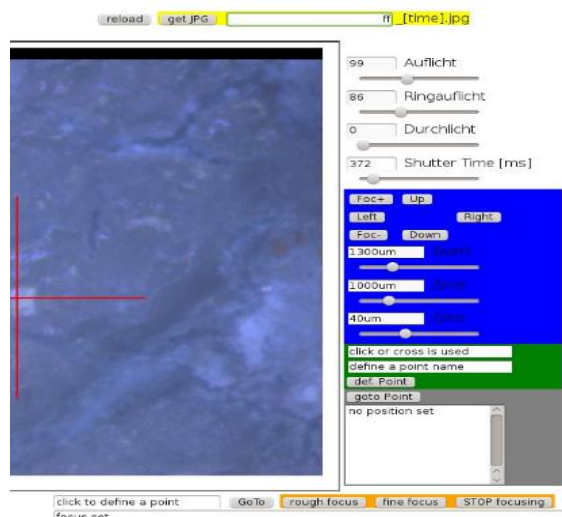 reload get JPG ff _[time].jpg
99 Auflicht
86 Ringauflicht
0 Durchlicht
372 Shutter Time [ms]
Foc+ Up
Left Right
Foc- Down
1300um
1000um
40um
click or cross is used
define a point name
def. Point
goto Point
no position set
click to define a point GoTo rough focus fine focus STOP focusing
focus set